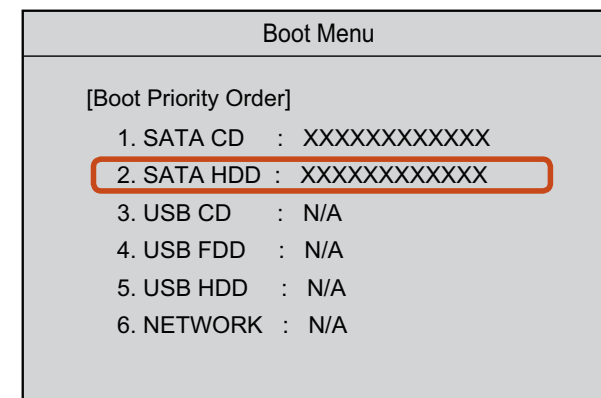 Boot Menu
[Boot Priority Order]
1. SATA CD : XXXXXXXXXXXX
2. SATA HDD : XXXXXXXXXXXX
3. USB CD : N/A
4. USB FDD : N/A
5. USB HDD : N/A
6. NETWORK : N/A